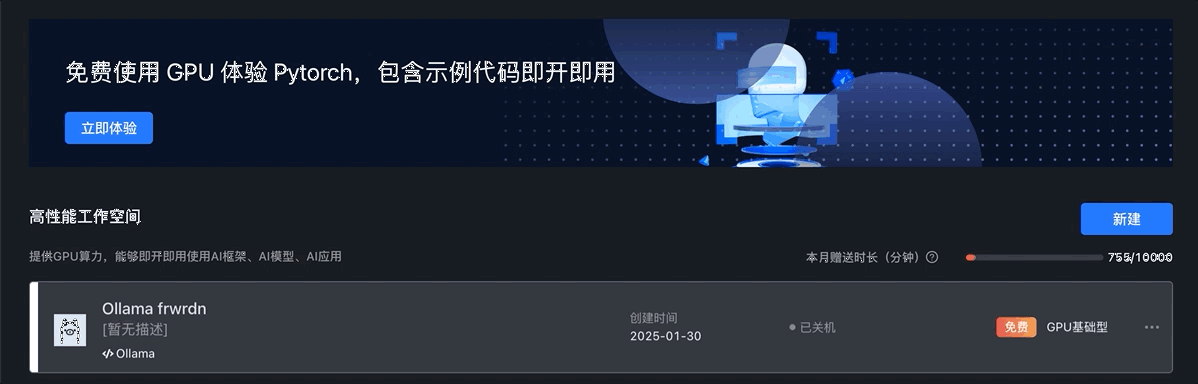 免费使用 GPU 体验 Pytorch，包含示例代码即开即用
立即体验
高性能工作空间
新建
提供GPU算力，能够即开即用使用AI框架、AI模型、AI应用
本月赠送时长（分钟） ?
755/10000
Ollama frwrdn
[暂无描述]
</> Ollama
创建时间
2025-01-30
已关机
免费 GPU基础型 ···